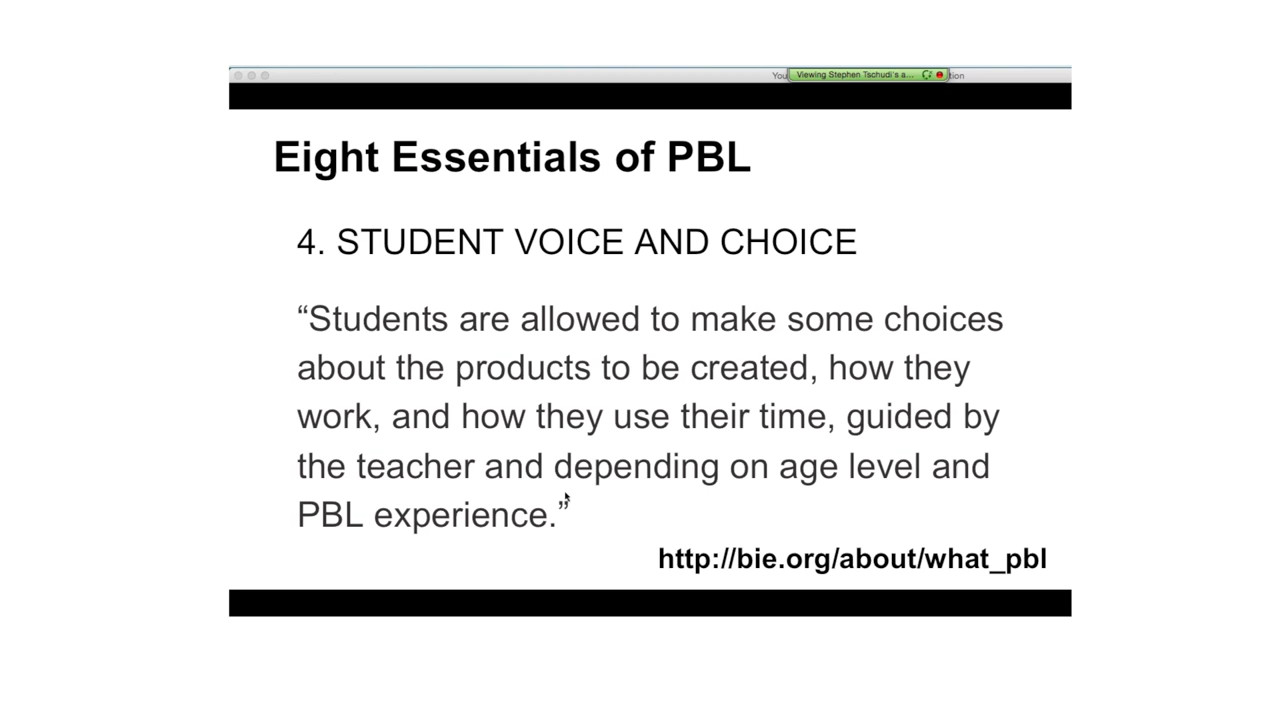 You Viewing Stephen Tschudi's a... tion
Eight Essentials of PBL
4. STUDENT VOICE AND CHOICE
“Students are allowed to make some choices
about the products to be created, how they
work, and how they use their time, guided by
the teacher and depending on age level and
PBL experience.”
http://bie.org/about/what_pbl